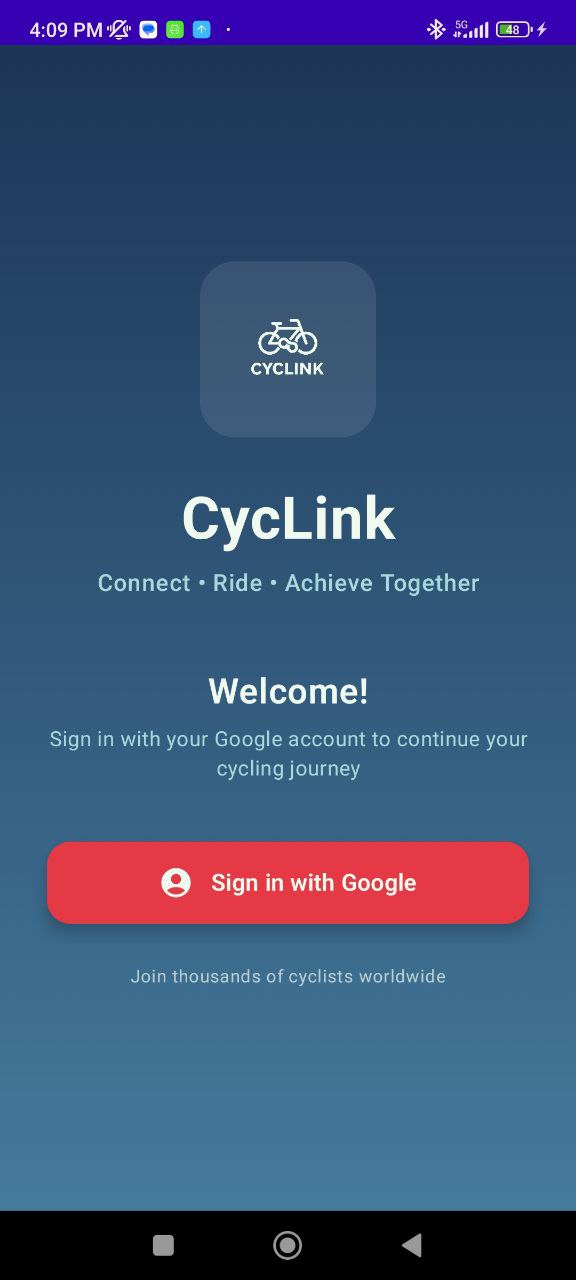 4:09 PM
5G
48
CYCLINK
CycLink
Connect • Ride • Achieve Together
Welcome!
Sign in with your Google account to continue your
cycling journey
Sign in with Google
Join thousands of cyclists worldwide